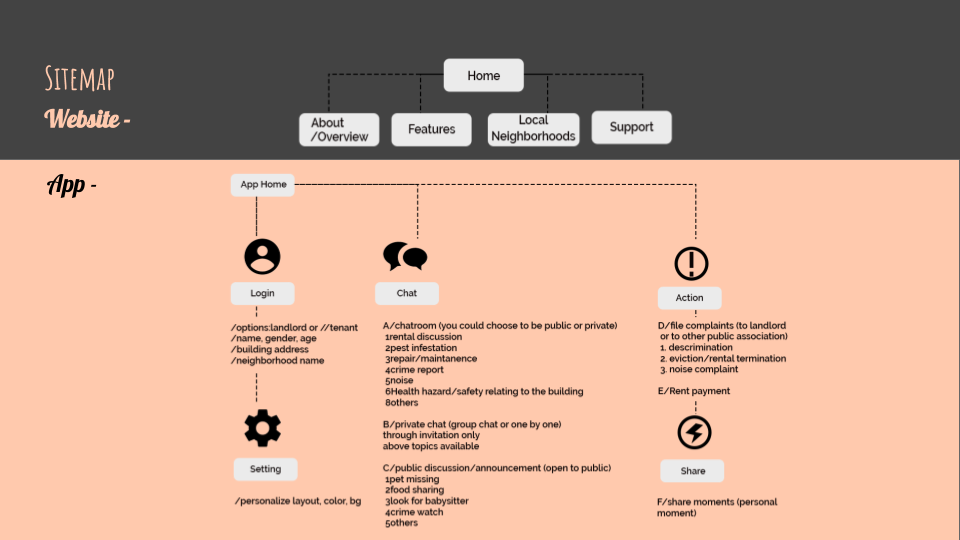 Sitemap
Website -
Home
About
/Overview
Features
Local
Neighborhoods
Support
App -
App Home
Login
/options:landlord or //tenant
/name, gender, age
/building address
/neighborhood name
Setting
/personalize layout, color, bg
Chat
A/chatroom (you could choose to be public or private)
1rental discussion
2pest infestation
3repair/maintanence
4crime report
5noise
6Health hazard/safety relating to the building
8others
B/private chat (group chat or one by one)
through invitation only
above topics available
C/public discussion/announcement (open to public)
1pet missing
2food sharing
3look for babysitter
4crime watch
5others
Action
D/file complaints (to landlord
or to other public association)
1. descrimination
2. eviction/rental termination
3. noise complaint
E/Rent payment
Share
F/share moments (personal
moment)